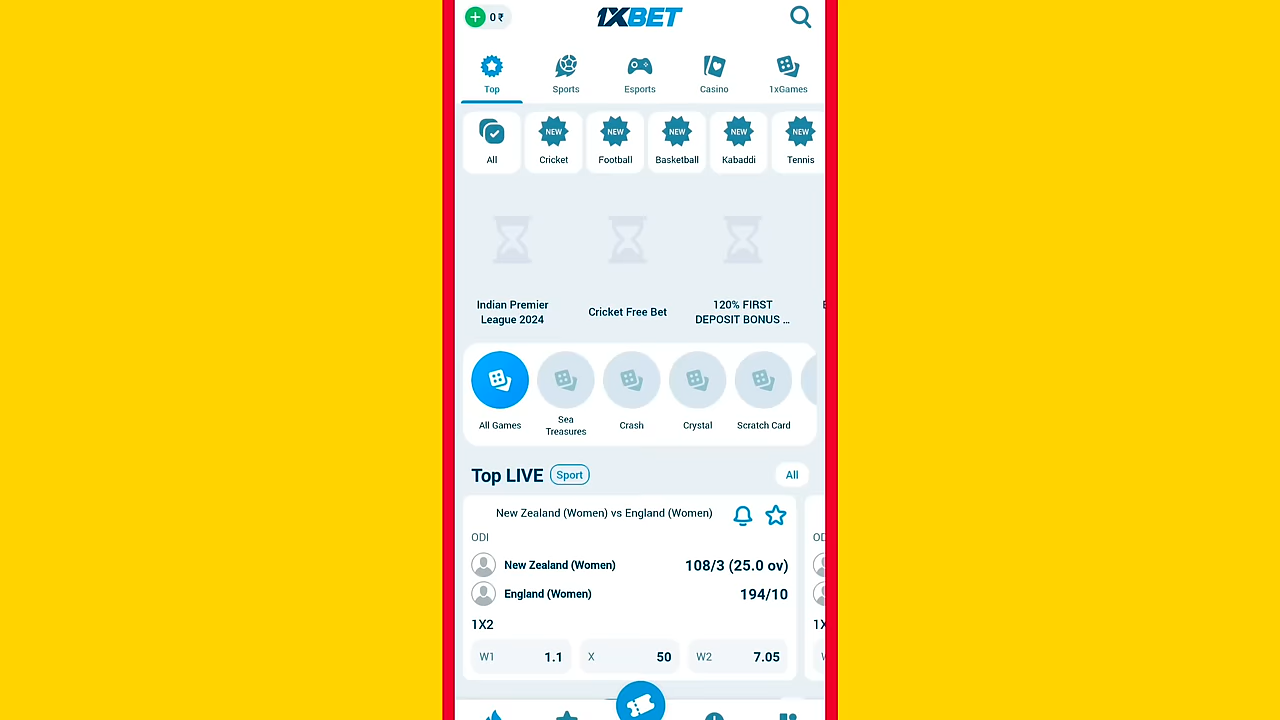 0 ₹
1XBET
Top
Sports
Esports
Casino
1xGames
NEW
NEW
NEW
NEW
NEW
All
Cricket
Football
Basketball
Kabaddi
Tennis
Indian Premier
League 2024
Cricket Free Bet
120% FIRST
DEPOSIT BONUS ...
All Games
Sea
Treasures
Crash
Crystal
Scratch Card
Top LIVE
Sport
All
New Zealand (Women) vs England (Women)
ODI
New Zealand (Women)
108/3 (25.0 ov)
England (Women)
194/10
1X2
W1
1.1
X
50
W2
7.05